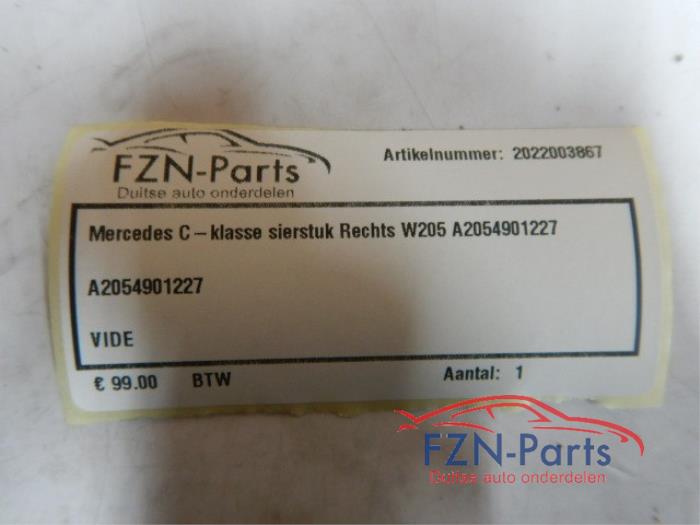 FZN-Parts
Duitse auto onderdelen
Artikelnummer: 2022003867
Mercedes C – klasse sierstuk Rechts W205 A2054901227
A2054901227
VIDE
€ 99.00 BTW Aantal: 1
FZN-Parts
Duitse auto onderdelen